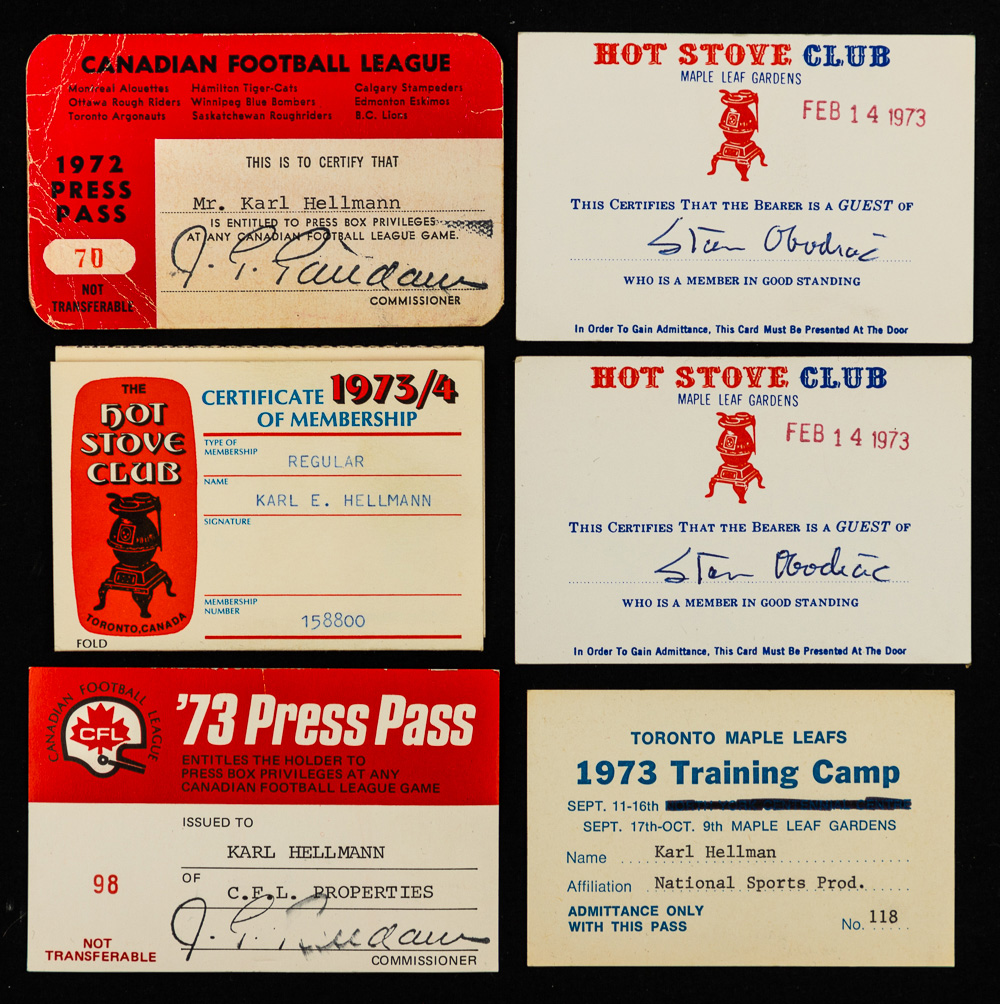 CANADIAN FOOTBALL LEAGUE
Montreal Alouettes Hamilton Tiger-Cats Calgary Stampeders
Ottawa Rough Riders Winnipeg Blue Bombers Edmonton Eskimos
Toronto Argonauts Saskatchewan Roughriders B.C. Lions
1972
PRESS
PASS
70
NOT
TRANSFERABLE
THIS IS TO CERTIFY THAT
Mr. Karl Hellmann
IS ENTITLED TO PRESS BOX PRIVILEGES
AT ANY CANADIAN FOOTBALL LEAGUE GAME.
COMMISSIONER
HOT STOVE CLUB
MAPLE LEAF GARDENS
FEB 14 1973
THIS CERTIFIES THAT THE BEARER IS A GUEST OF
Stan Obodiac
WHO IS A MEMBER IN GOOD STANDING
In Order To Gain Admittance, This Card Must Be Presented At The Door
THE
HOT
STOVE
CLUB
TORONTO, CANADA
FOLD
CERTIFICATE 1973/4
OF MEMBERSHIP
TYPE OF
MEMBERSHIP
REGULAR
NAME
KARL E. HELLMANN
SIGNATURE
MEMBERSHIP
NUMBER
158800
HOT STOVE CLUB
MAPLE LEAF GARDENS
FEB 14 1973
THIS CERTIFIES THAT THE BEARER IS A GUEST OF
Stan Obodiac
WHO IS A MEMBER IN GOOD STANDING
In Order To Gain Admittance, This Card Must Be Presented At The Door
CANADIAN FOOTBALL LEAGUE
CFL
'73 Press Pass
ENTITLES THE HOLDER TO
PRESS BOX PRIVILEGES AT ANY
CANADIAN FOOTBALL LEAGUE GAME
ISSUED TO
KARL HELLMANN
OF
C.F.L. PROPERTIES
98
NOT
TRANSFERABLE
COMMISSIONER
TORONTO MAPLE LEAFS
1973 Training Camp
SEPT. 11-16th
SEPT. 17th-OCT. 9th MAPLE LEAF GARDENS
Name Karl Hellman
Affiliation National Sports Prod.
ADMITTANCE ONLY
WITH THIS PASS
No. 118